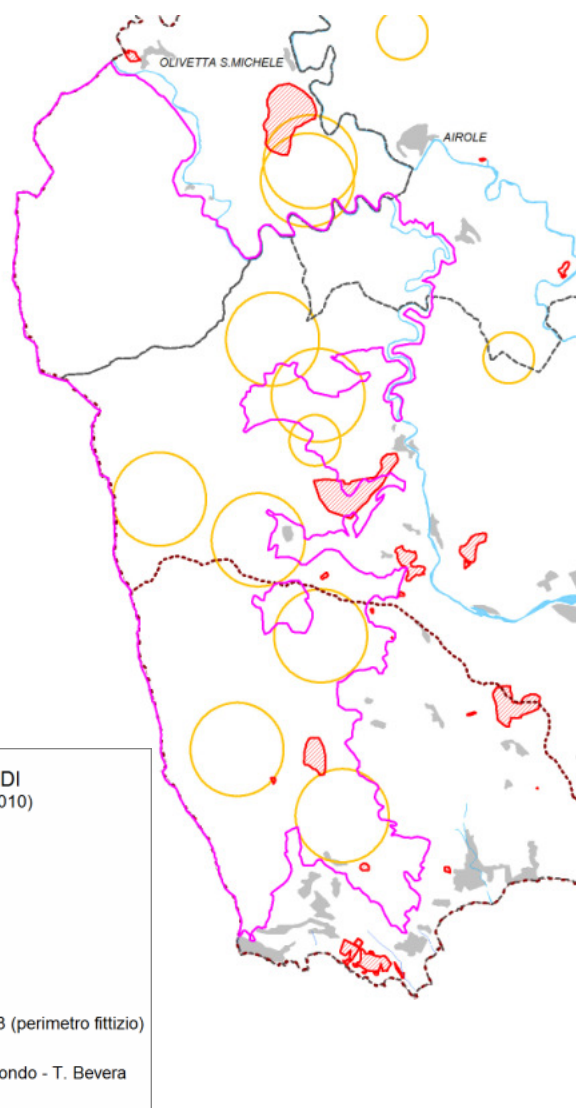 OLIVETTA S.MICHELE
AIROLE
DI
010)
3 (perimetro fittizio)
ondo - T. Bevera